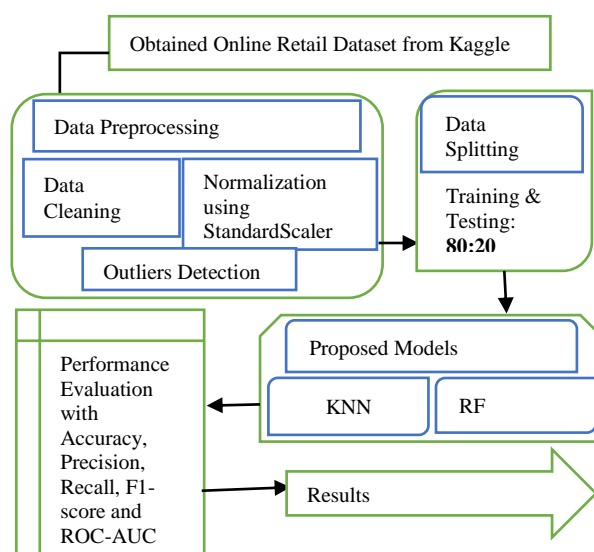 Obtained Online Retail Dataset from Kaggle
Data Preprocessing
Data
Cleaning
Normalization
using
StandardScaler
Outliers Detection
Data
Splitting
Training &
Testing:
80:20
Proposed Models
KNN
RF
Performance
Evaluation
with
Accuracy,
Precision,
Recall, F1-
score and
ROC-AUC
Results